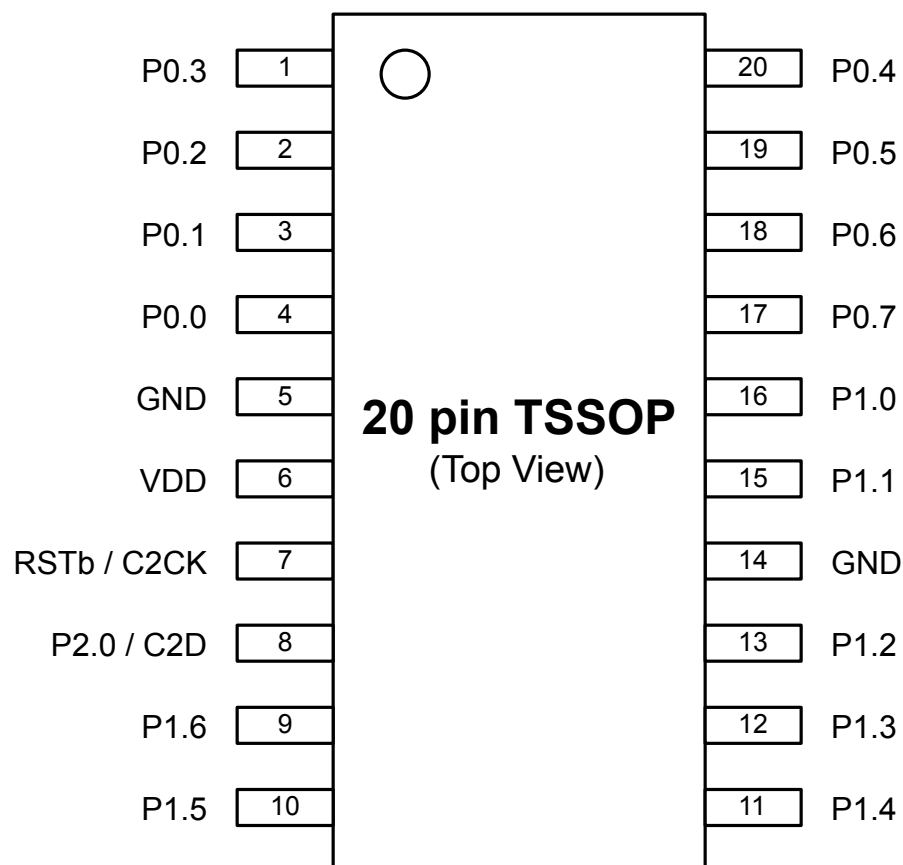 P0.3 1 20 P0.4
P0.2 2 19 P0.5
P0.1 3 18 P0.6
P0.0 4 17 P0.7
GND 5 16 P1.0
20 pin TSSOP
(Top View)
VDD 6 15 P1.1
RSTb / C2CK 7 14 GND
P2.0 / C2D 8 13 P1.2
P1.6 9 12 P1.3
P1.5 10 11 P1.4